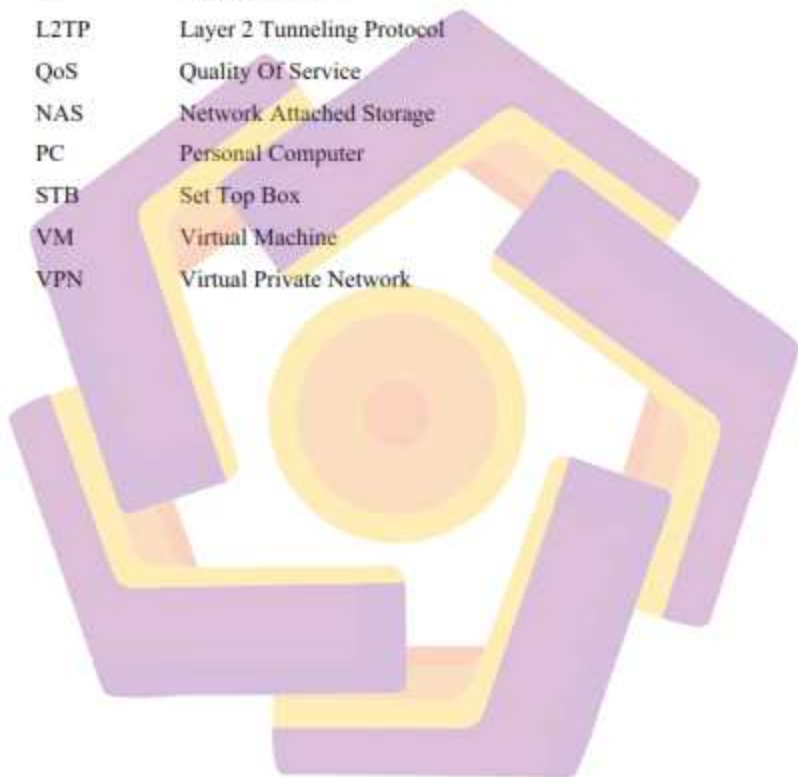 L2TP Layer 2 Tunneling Protocol
QoS Quality Of Service
NAS Network Attached Storage
PC Personal Computer
STB Set Top Box
VM Virtual Machine
VPN Virtual Private Network